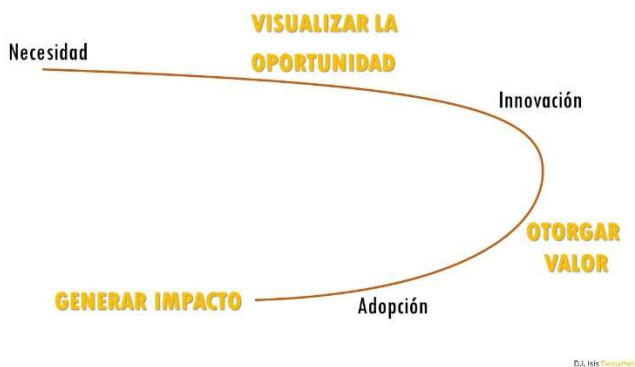 VISUALIZAR LA
OPORTUNIDAD
Necesidad
Innovación
OTORGAR
VALOR
Adopción
GENERAR IMPACTO
D.I. Isis